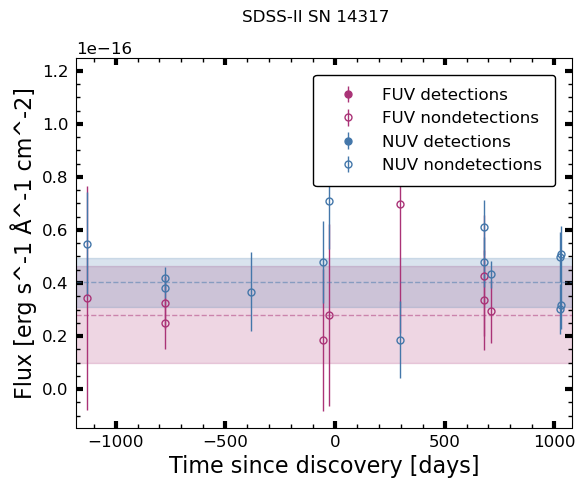 SDSS-II SN 14317
1e−16
FUV detections
FUV nondetections
NUV detections
NUV nondetections
1.2
1.0
0.8
0.6
0.4
0.2
0.0
Flux [erg s^-1 Å^-1 cm^-2]
−1000
−500
0
500
1000
Time since discovery [days]